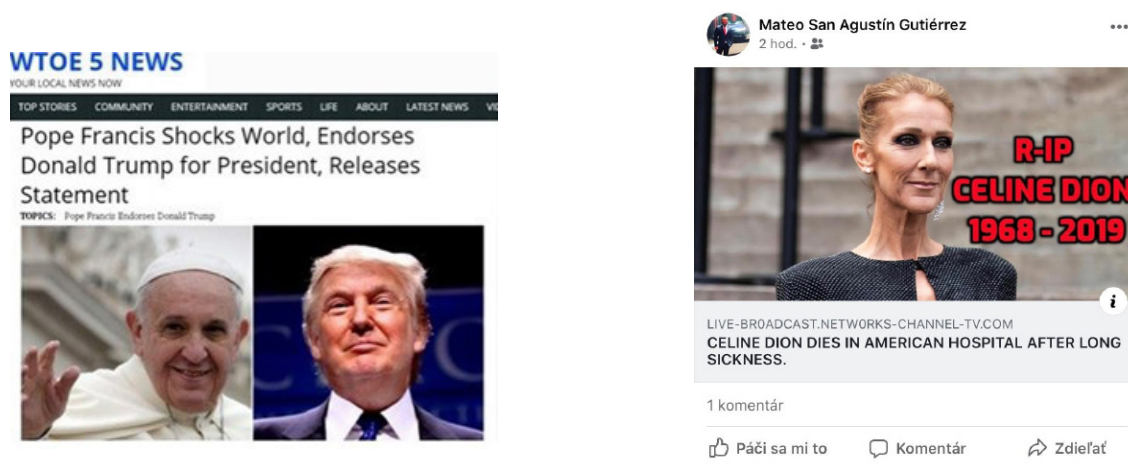 WTOE 5 NEWS
YOUR LOCAL NEWS NOW
TOP STORIES COMMUNITY ENTERTAINMENT SPORTS LIFE ABOUT LATEST NEWS
Pope Francis Shocks World, Endorses
Donald Trump for President, Releases
Statement
TOPICS: Pope Francis Endorses Donald Trump
Mateo San Agustín Gutiérrez
2 hod.
R-IP
CELINE DION
1968 - 2019
LIVE-BR0ADCAST.NETW0RKS-CHANNEL-TV.COM
CELINE DION DIES IN AMERICAN HOSPITAL AFTER LONG
SICKNESS.
1 komentár
Páči sa mi to Komentár Zdieľať